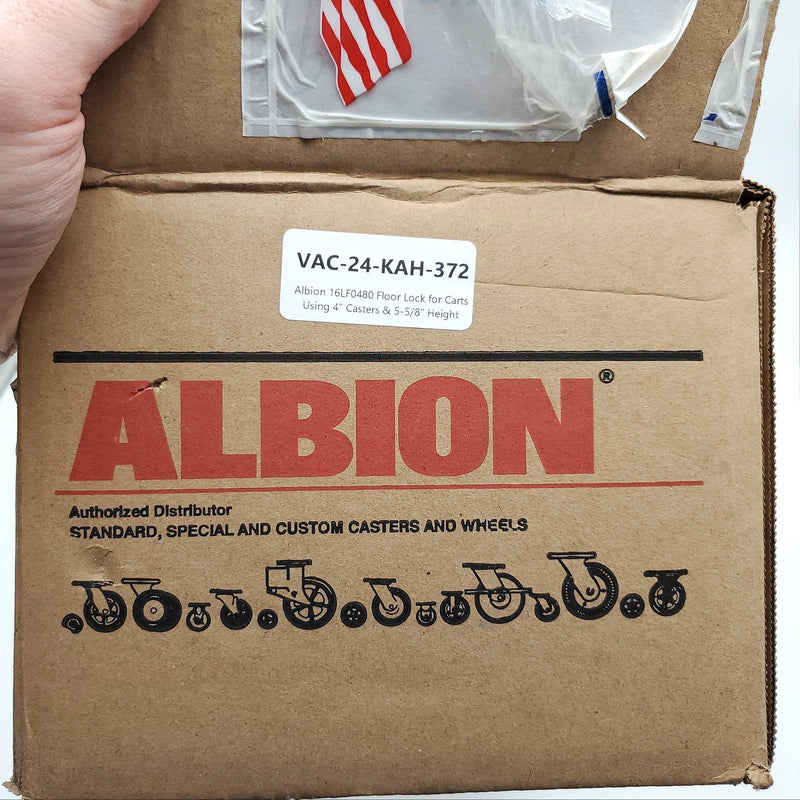 VAC-24-KAH-372
Albion 16LF0480 Floor Lock for Carts
Using 4" Casters & 5-5/8" Height
ALBION®
Authorized Distributor
STANDARD, SPECIAL AND CUSTOM CASTERS AND WHEELS